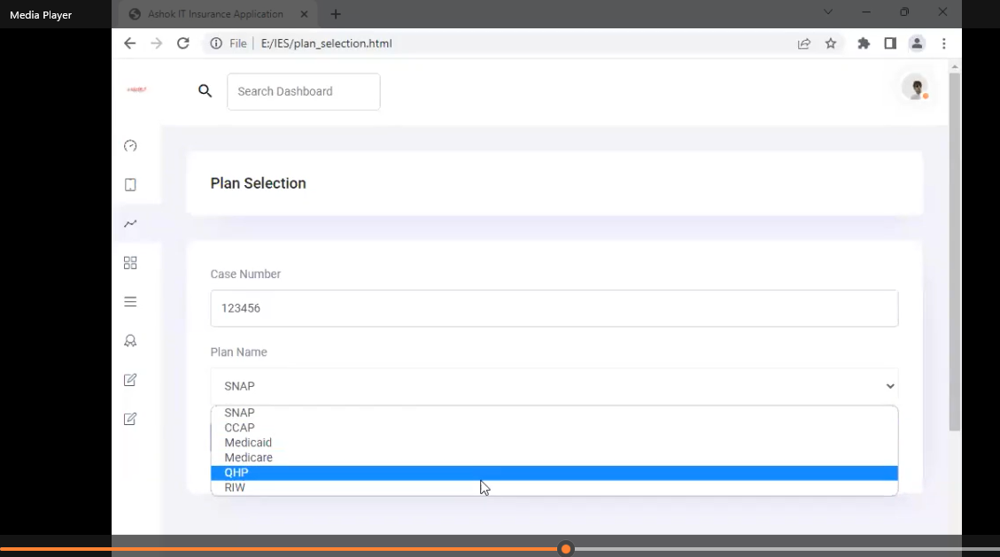 Media Player
Ashok IT Insurance Application
File
E:/IES/plan_selection.html
Search Dashboard
Plan Selection
Case Number
123456
Plan Name
SNAP
SNAP
CCAP
Medicaid
Medicare
QHP
RIW